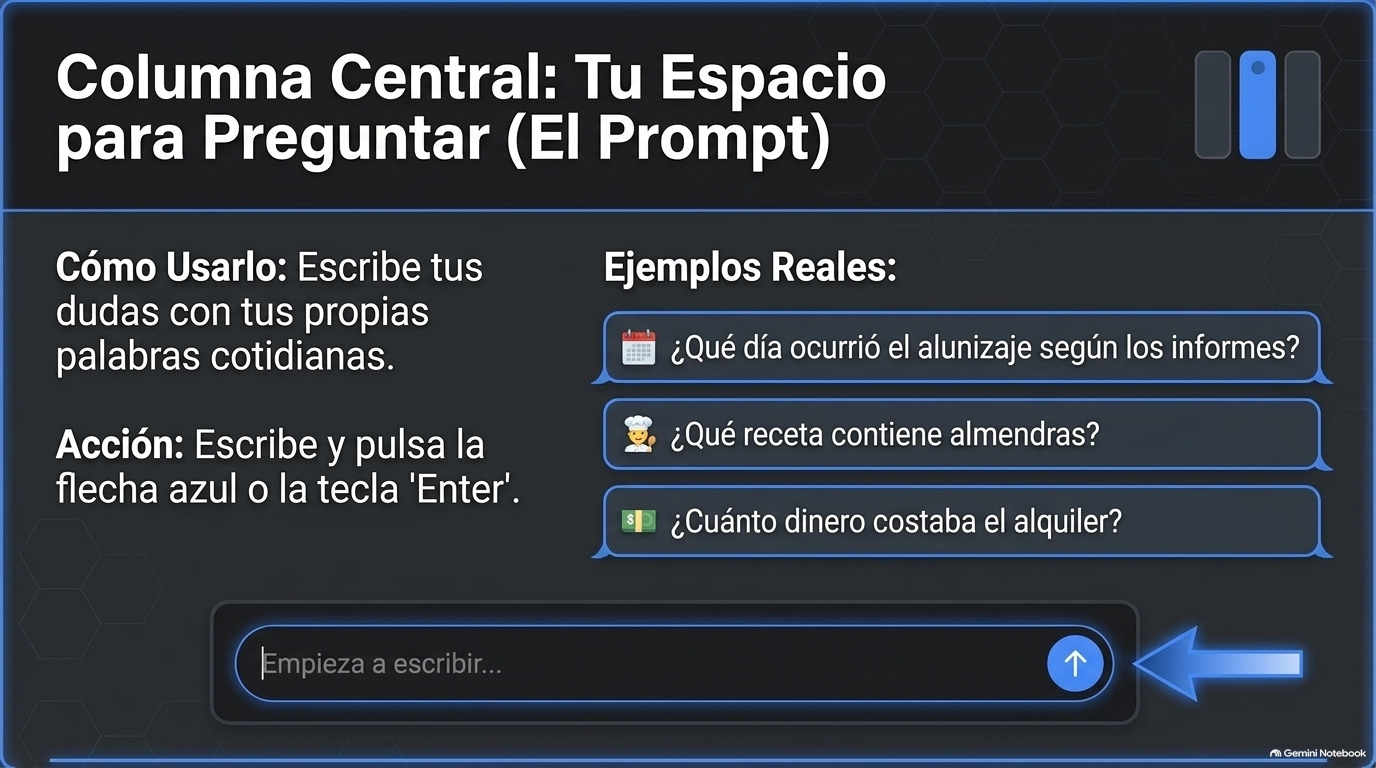 Columna Central: Tu Espacio
para Preguntar (El Prompt)
Cómo Usarlo: Escribe tus
dudas con tus propias
palabras cotidianas.
Acción: Escribe y pulsa la
flecha azul o la tecla 'Enter'.
Ejemplos Reales:
¿Qué día ocurrió el alunizaje según los informes?
¿Qué receta contiene almendras?
¿Cuánto dinero costaba el alquiler?
Empieza a escribir...
Gemini Notebook